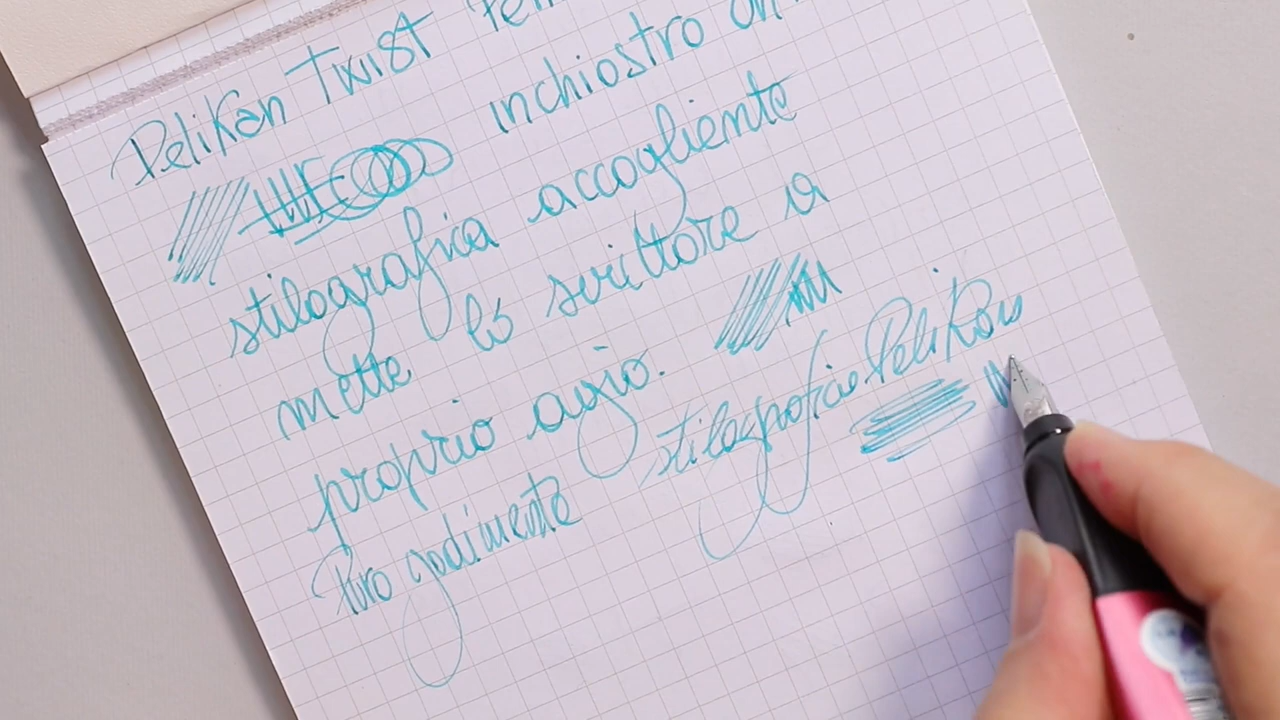 Pelikan Twist
inchiostro
stilografica accogliente
mette lo scrittore a
proprio agio.
stilografica Pelikan
Puro godimento